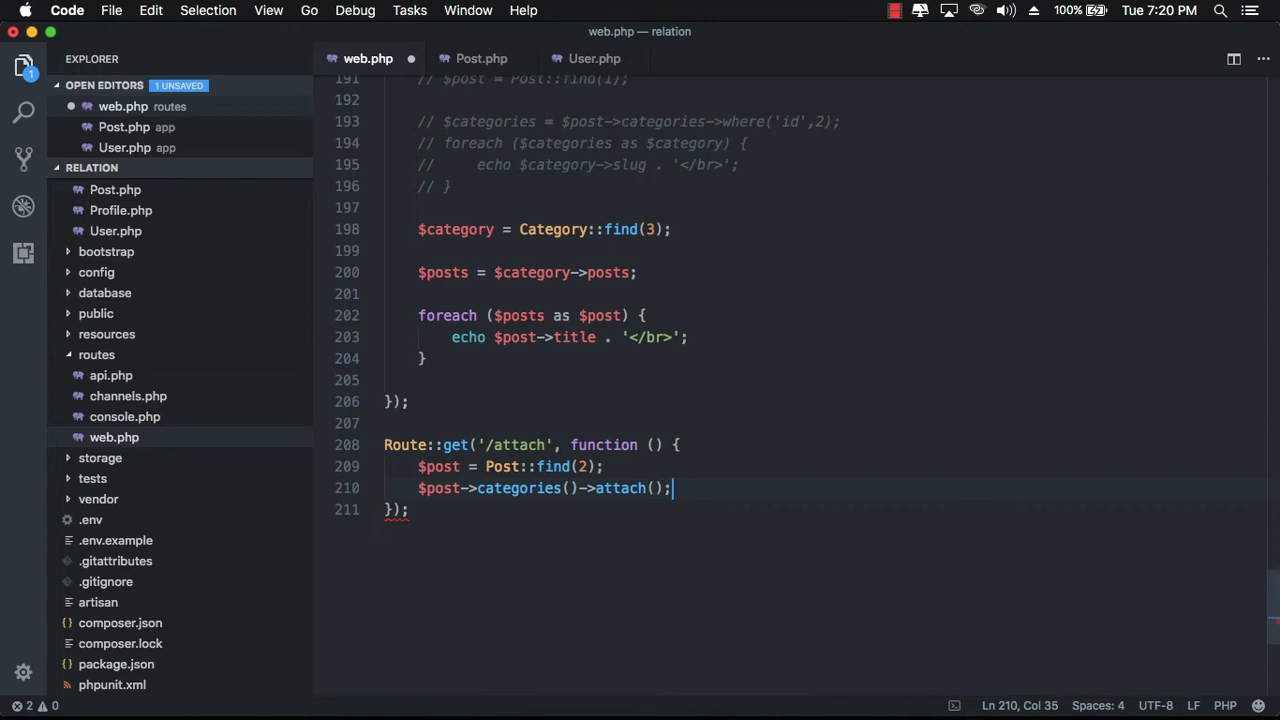 Code File Edit Selection View Go Debug Tasks Window Help 100% Tue 7:20 PM
web.php — relation
EXPLORER
web.php Post.php User.php
OPEN EDITORS 1 UNSAVED
web.php routes
Post.php app
User.php app
RELATION
Post.php
Profile.php
User.php
bootstrap
config
database
public
resources
routes
api.php
channels.php
console.php
web.php
storage
tests
vendor
.env
.env.example
.gitattributes
.gitignore
artisan
composer.json
composer.lock
package.json
phpunit.xml
1
191 // $post = Post::find(1);
192
193 // $categories = $post->categories->where('id',2);
194 // foreach ($categories as $category) {
195 //     echo $category->slug . '</br>';
196 // }
197
198 $category = Category::find(3);
199
200 $posts = $category->posts;
201
202 foreach ($posts as $post) {
203     echo $post->title . '</br>';
204 }
205
206 });
207
208 Route::get('/attach', function () {
209     $post = Post::find(2);
210     $post->categories()->attach();
211 });
2 0 Ln 210, Col 35 Spaces: 4 UTF-8 LF PHP